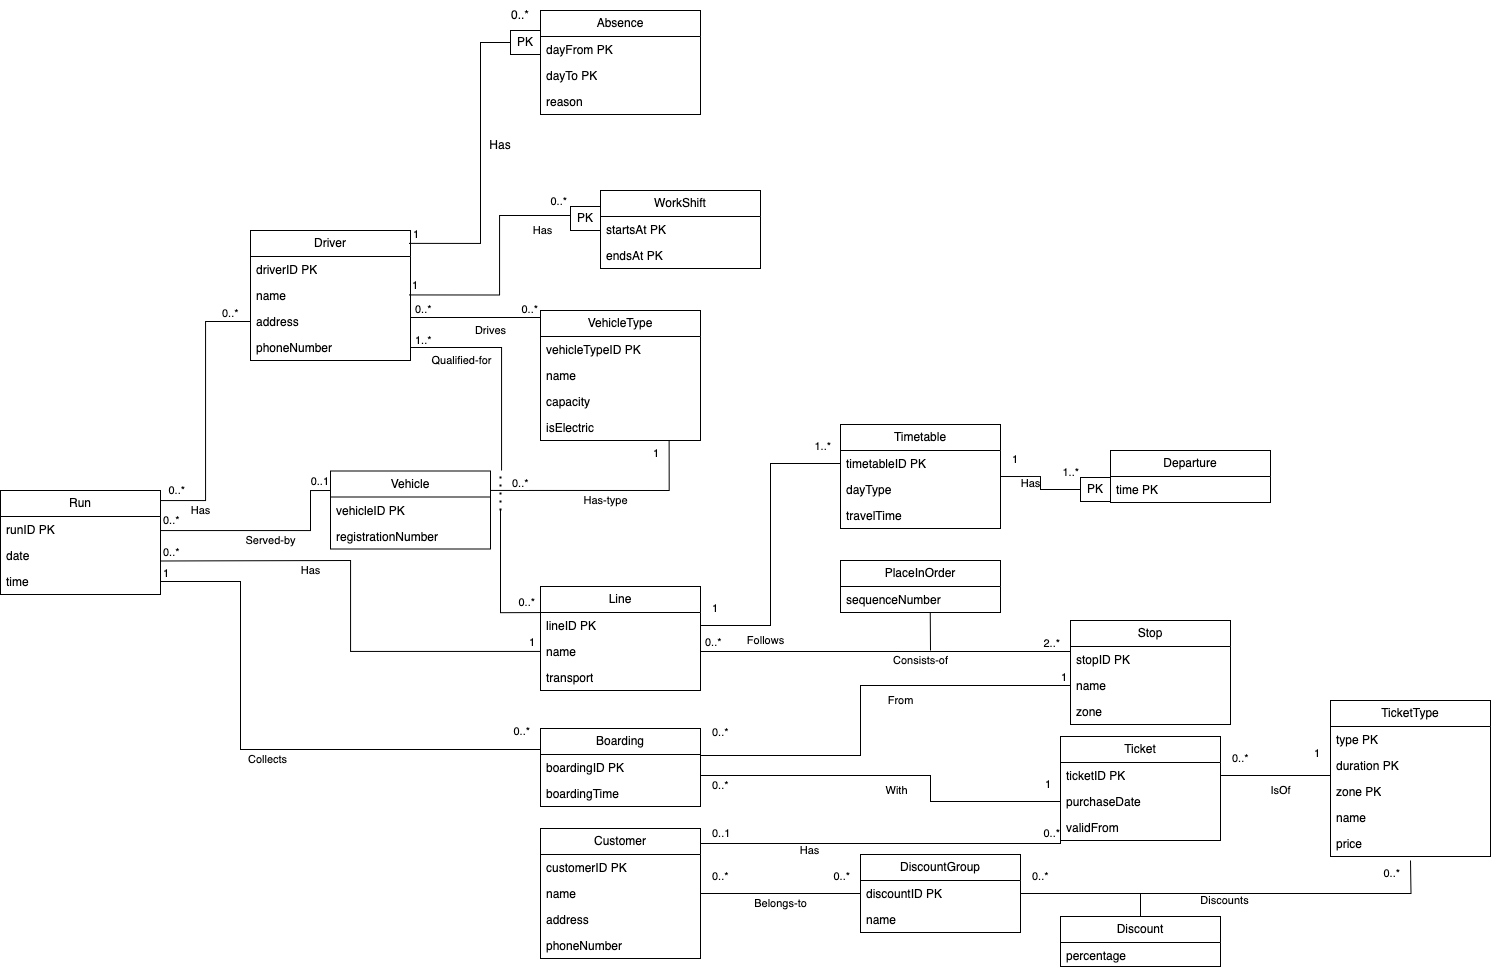 0..*
Absence
PK
dayFrom PK
dayTo PK
reason
Has
0..*
WorkShift
PK
startsAt PK
endsAt PK
Has
1
Driver
driverID PK
name
address
phoneNumber
1
0..*
0..*
0..*
Drives
1..*
Qualified-for
VehicleType
vehicleTypeID PK
name
capacity
isElectric
1
0..*
Has
0..*
Run
runID PK
date
time
0..*
Served-by
0..1
Vehicle
vehicleID PK
registrationNumber
0..*
Has-type
0..*
Has
1
1..*
Timetable
timetableID PK
dayType
travelTime
1
Has
1..*
PK
Departure
time PK
PlaceInOrder
sequenceNumber
0..*
1
Line
lineID PK
name
transport
1
Follows
0..*
Consists-of
2..*
Stop
stopID PK
name
zone
1
From
Collects
0..*
Boarding
boardingID PK
boardingTime
0..*
0..*
With
1
Ticket
ticketID PK
purchaseDate
validFrom
0..*
IsOf
1
TicketType
type PK
duration PK
zone PK
name
price
Customer
customerID PK
name
address
phoneNumber
0..1
Has
0..*
0..*
Belongs-to
0..*
DiscountGroup
discountID PK
name
0..*
Discounts
0..*
Discount
percentage